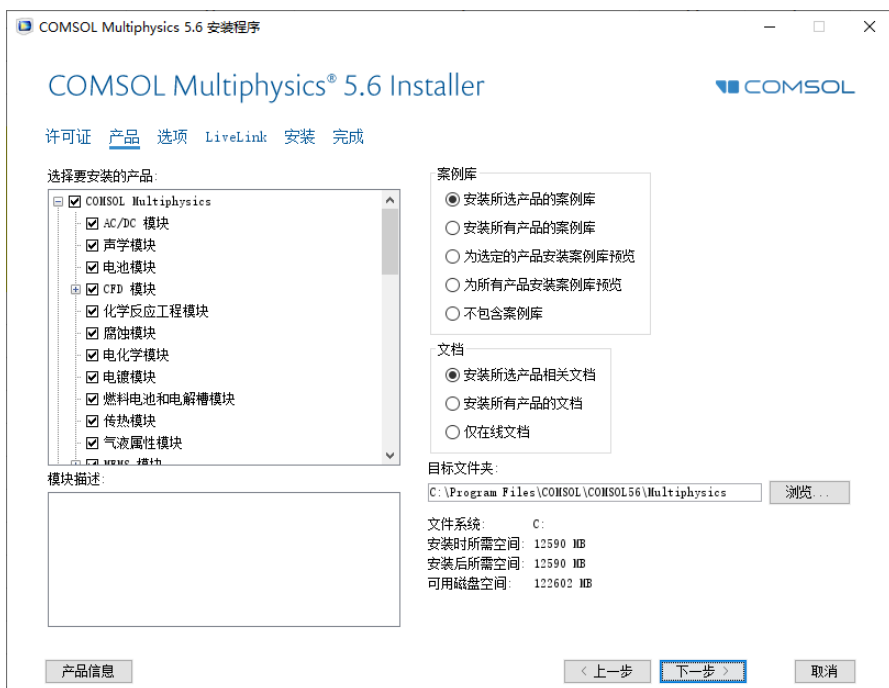 COMSOL Multiphysics 5.6 安装程序
COMSOL Multiphysics® 5.6 Installer
COMSOL
许可证 产品 选项 LiveLink 安装 完成
选择要安装的产品:
COMSOL Multiphysics
AC/DC 模块
声学模块
电池模块
CFD 模块
化学反应工程模块
腐蚀模块
电化学模块
电镀模块
燃料电池和电解槽模块
传热模块
气液属性模块
MEMS 模块
模块描述:
产品信息
案例库
安装所选产品的案例库
安装所有产品的案例库
为选定的产品安装案例库预览
为所有产品安装案例库预览
不包含案例库
文档
安装所选产品相关文档
安装所有产品的文档
仅在线文档
目标文件夹:
C:\Program Files\COMSOL\COMSOL56\Multiphysics
浏览...
文件系统: C:
安装时所需空间: 12590 MB
安装后所需空间: 12590 MB
可用磁盘空间: 122602 MB
< 上一步
下一步 >
取消